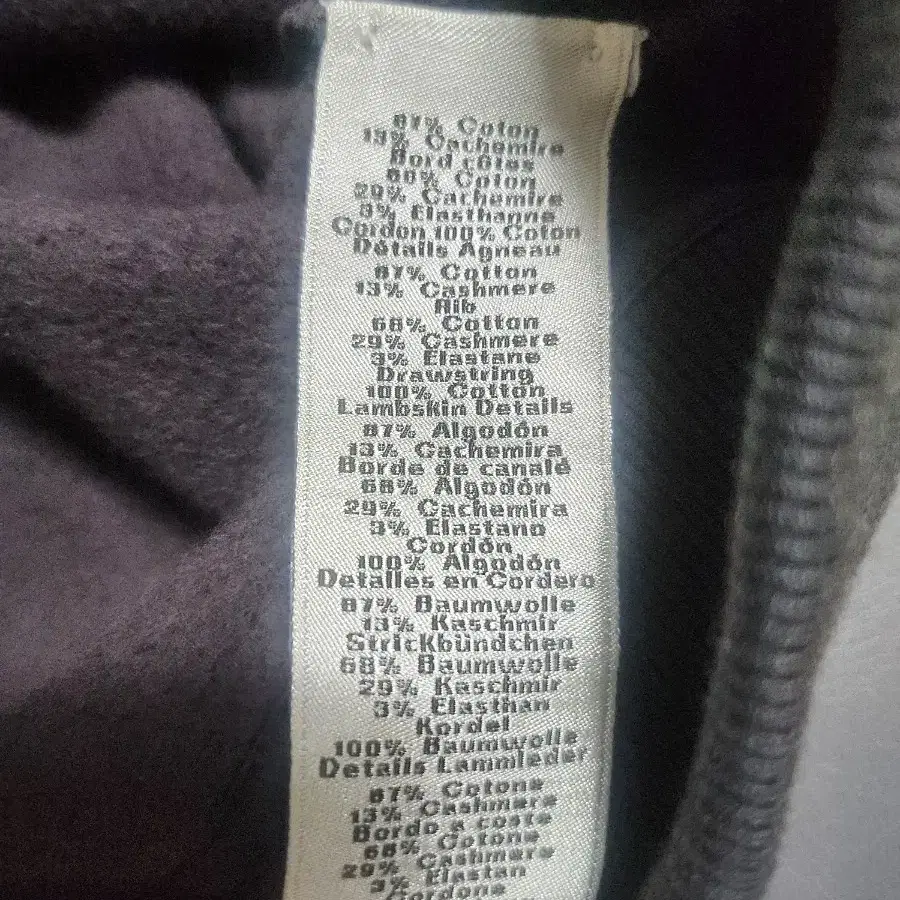 87% Coton
13% Cachemire
Bord côtes
68% Coton
29% Cachemire
3% Elasthanne
Cordon 100% Coton
Détails Agneau
87% Cotton
13% Cashmere
Rib
68% Cotton
29% Cashmere
3% Elastane
Drawstring
100% Cotton
Lambskin Details
87% Algodón
13% Cachemira
Borde de canalé
68% Algodón
29% Cachemira
3% Elastano
Cordón
100% Algodón
Detalles en Cordero
87% Baumwolle
13% Kaschmir
Strickbündchen
68% Baumwolle
29% Kaschmir
3% Elasthan
Kordel
100% Baumwolle
Details Lammleder
87% Cotone
13% Cashmere
Bordo a coste
68% Cotone
29% Cashmere
3% Elastan
Cordone